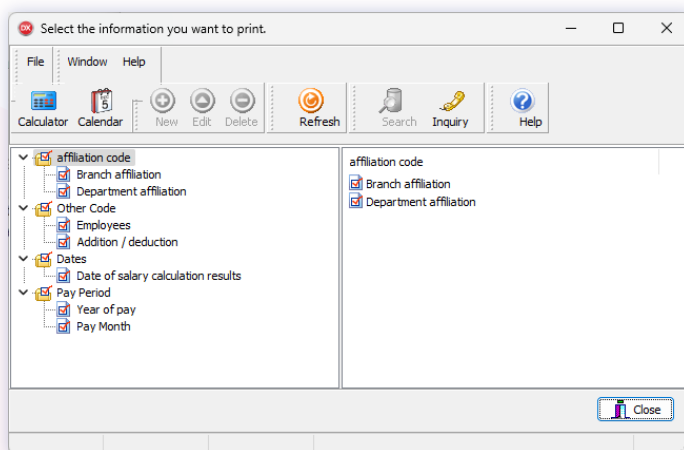 DX Select the information you want to print.
File Window Help
Calculator Calendar New Edit Delete Refresh Search Inquiry Help
affiliation code
Branch affiliation
Department affiliation
Other Code
Employees
Addition / deduction
Dates
Date of salary calculation results
Pay Period
Year of pay
Pay Month
affiliation code
Branch affiliation
Department affiliation
Close